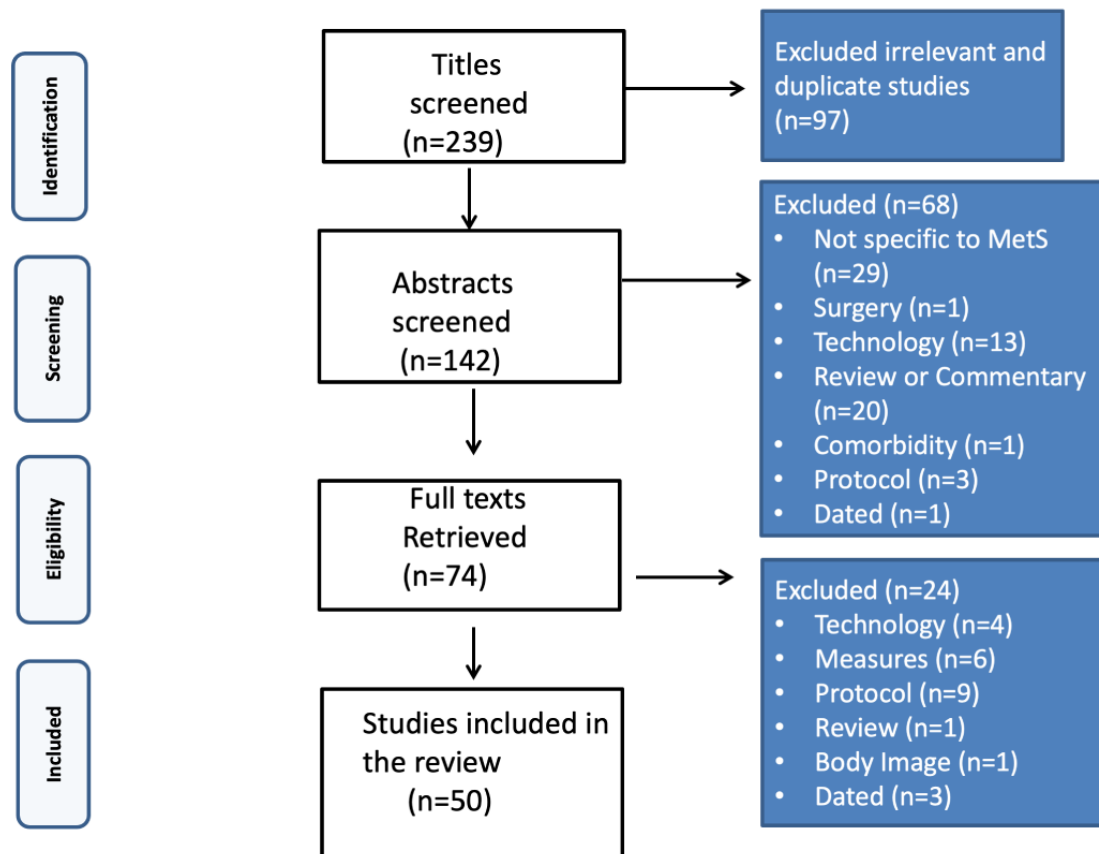 Identification
Titles
screened
(n=239)
Excluded irrelevant and
duplicate studies
(n=97)
Screening
Abstracts
screened
(n=142)
Excluded (n=68)
• Not specific to MetS
(n=29)
• Surgery (n=1)
• Technology (n=13)
• Review or Commentary
(n=20)
• Comorbidity (n=1)
• Protocol (n=3)
• Dated (n=1)
Eligibility
Full texts
Retrieved
(n=74)
Excluded (n=24)
• Technology (n=4)
• Measures (n=6)
• Protocol (n=9)
• Review (n=1)
• Body Image (n=1)
• Dated (n=3)
Included
Studies included in
the review
(n=50)